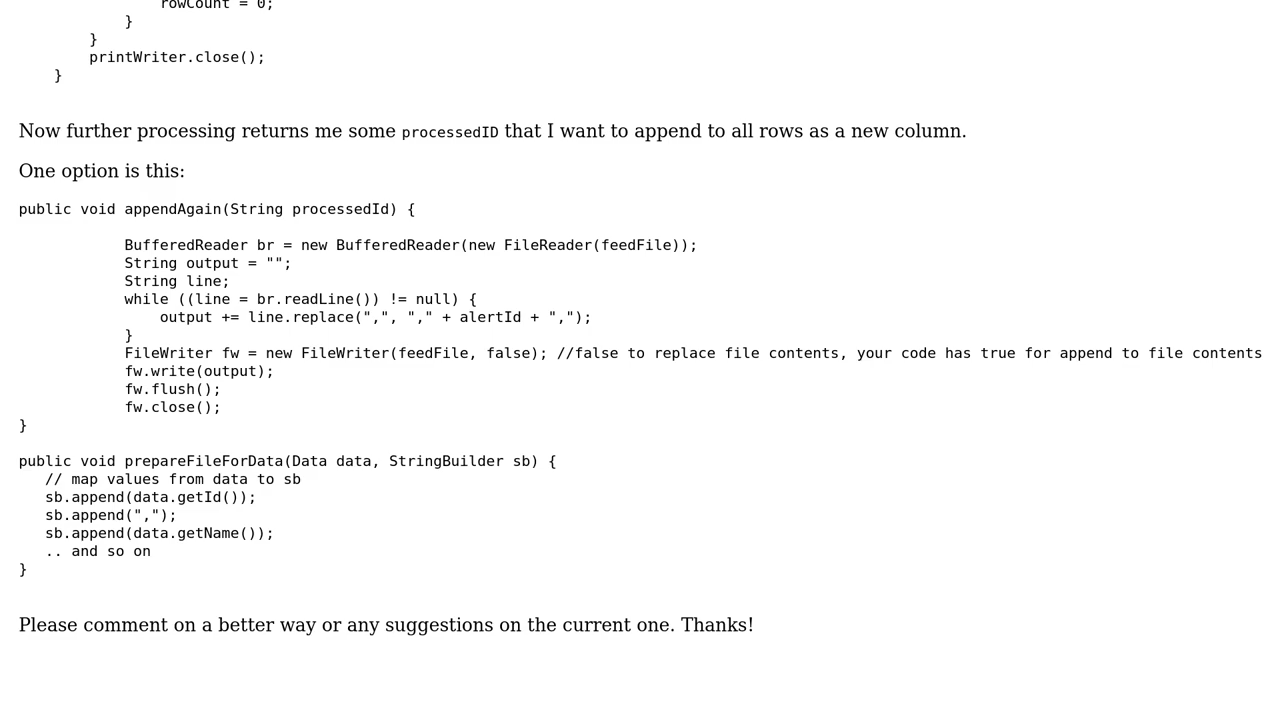 rowCount = 0;
}
}
printWriter.close();
}
Now further processing returns me some processedID that I want to append to all rows as a new column.
One option is this:
public void appendAgain(String processedId) {
BufferedReader br = new BufferedReader(new FileReader(feedFile));
String output = "";
String line;
while ((line = br.readLine()) != null) {
output += line.replace(",", "," + alertId + ",");
}
FileWriter fw = new FileWriter(feedFile, false); //false to replace file contents, your code has true for append to file contents
fw.write(output);
fw.flush();
fw.close();
}
public void prepareFileForData(Data data, StringBuilder sb) {
// map values from data to sb
sb.append(data.getId());
sb.append(",");
sb.append(data.getName());
.. and so on
}
Please comment on a better way or any suggestions on the current one. Thanks!